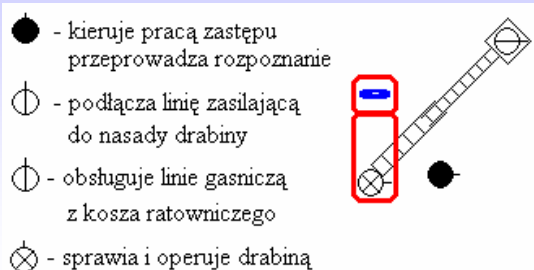 - kieruje pracą zastępu
przeprowadza rozpoznanie
- podłącza linię zasilającą
do nasady drabiny
- obsługuje linie gasniczą
z kosza ratowniczego
- sprawia i operuje drabiną